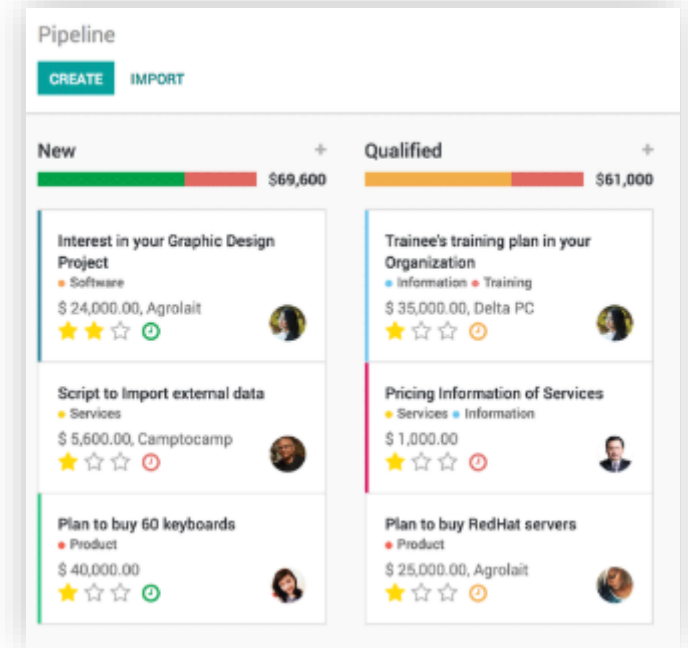 Pipeline
CREATE IMPORT
New +
$69,600
Interest in your Graphic Design
Project
Software
$ 24,000.00, Agrolait
Script to Import external data
Services
$ 5,600.00, Camptocamp
Plan to buy 60 keyboards
Product
$ 40,000.00
Qualified +
$61,000
Trainee's training plan in your
Organization
Information Training
$ 35,000.00, Delta PC
Pricing Information of Services
Services Information
$ 1,000.00
Plan to buy RedHat servers
Product
$ 25,000.00, Agrolait